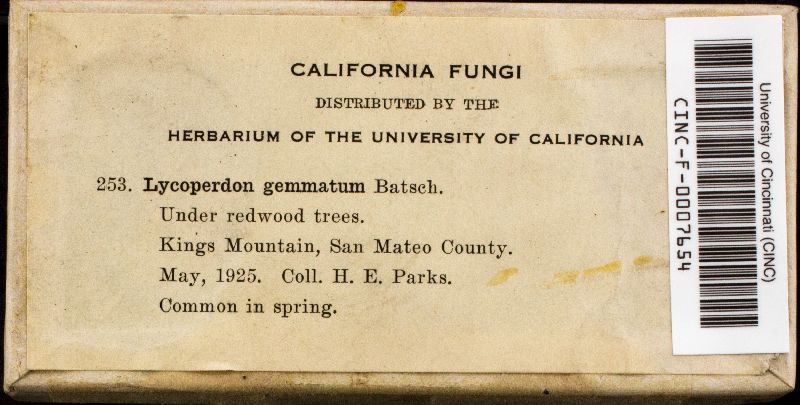 CALIFORNIA FUNGI
DISTRIBUTED BY THE
HERBARIUM OF THE UNIVERSITY OF CALIFORNIA
253. Lycoperdon gemmatum Batsch.
Under redwood trees.
Kings Mountain, San Mateo County.
May, 1925. Coll. H. E. Parks.
Common in spring.
University of Cincinnati (CINC)
CINC-F-0007654